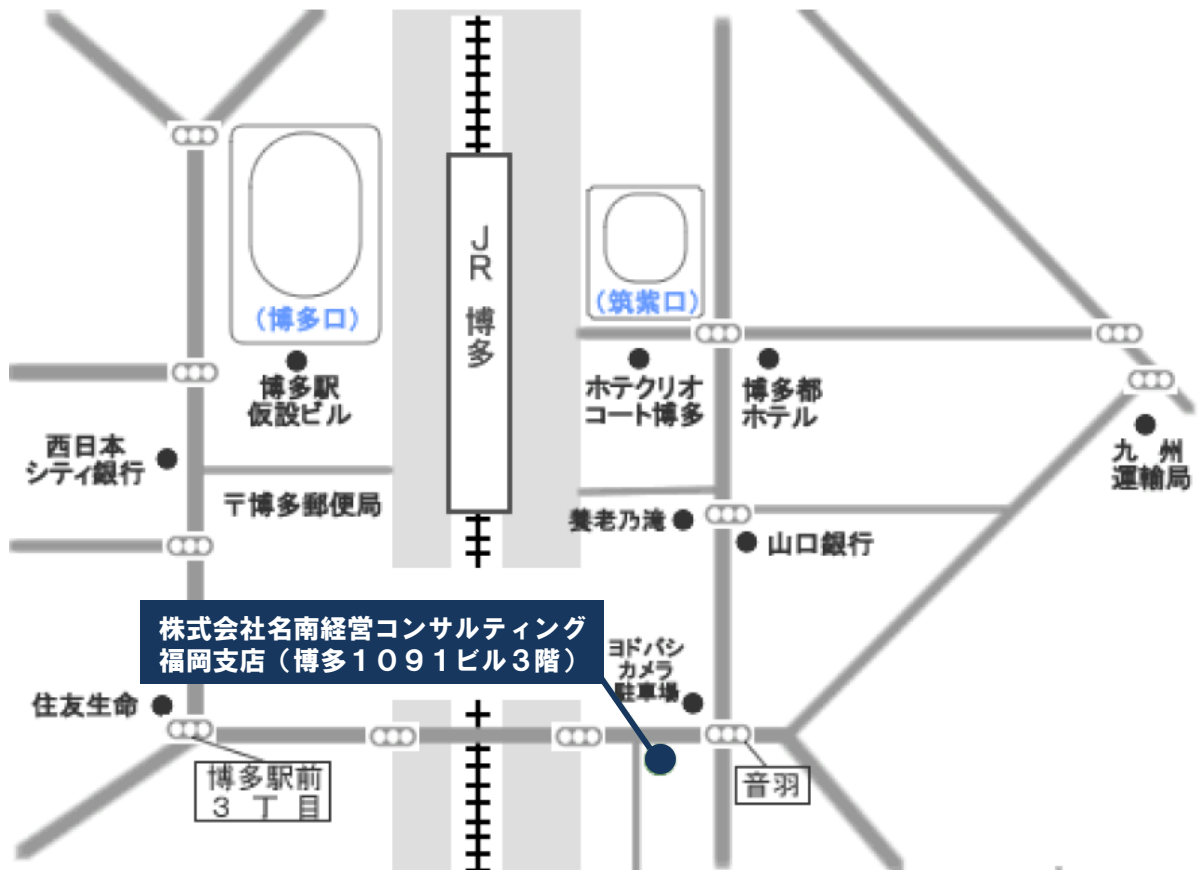 JR 博多
(博多口)
(筑紫口)
博多駅
仮設ビル
ホテクリオ
コート博多
博多都
ホテル
西日本
シティ銀行
九 州
運輸局
〒博多郵便局
養老乃滝
山口銀行
株式会社名南経営コンサルティング
福岡支店（博多１０９１ビル３階）
ヨドバシ
カメラ
駐車場
住友生命
博多駅前
3 丁 目
音羽